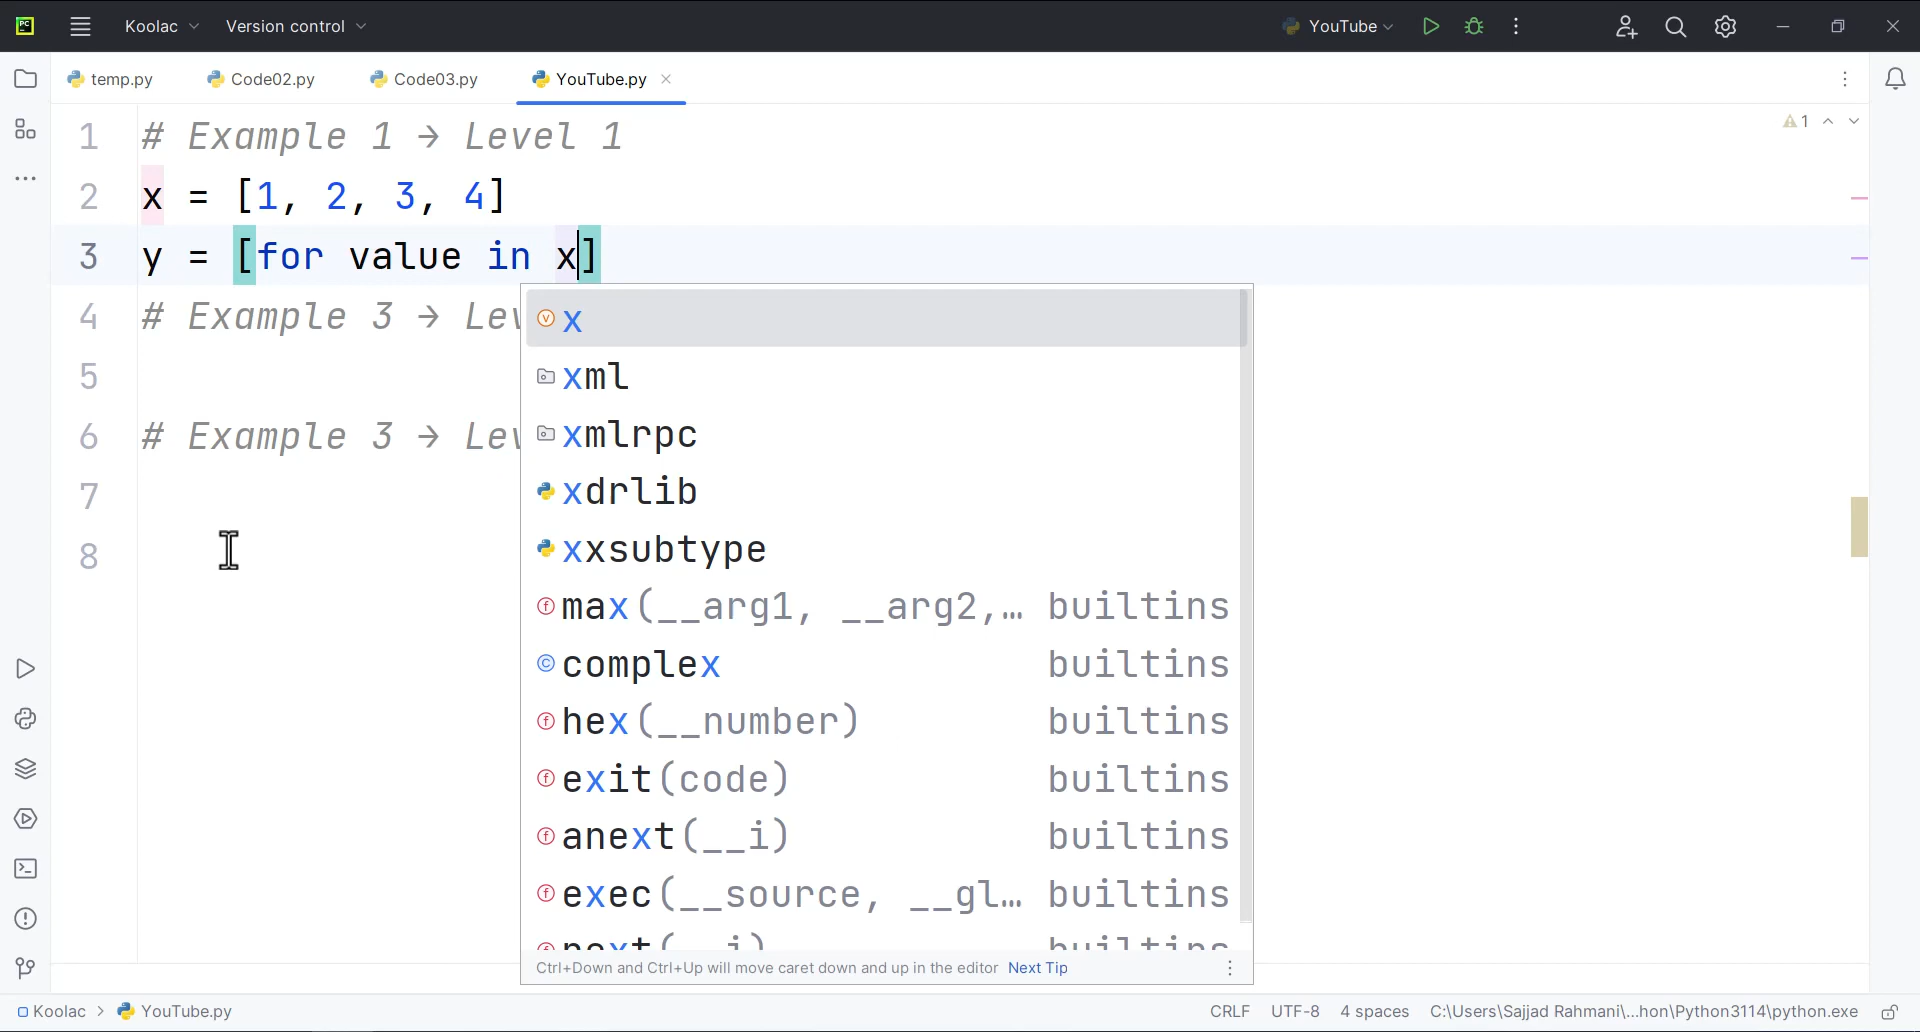 PC
Koolac
Version control
YouTube
temp.py
Code02.py
Code03.py
YouTube.py
1 # Example 1 → Level 1
1
2 x = [1, 2, 3, 4]
3 y = [for value in x]
4 # Example 3 → Lev
5
6 # Example 3 → Lev
7
8
x
xml
xmlrpc
xdrlib
xxsubtype
max(__arg1, __arg2,… builtins
complex builtins
hex(__number) builtins
exit(code) builtins
anext(__i) builtins
exec(__source, __gl… builtins
next(__i) builtins
Ctrl+Down and Ctrl+Up will move caret down and up in the editor Next Tip
Koolac > YouTube.py
CRLF UTF-8 4 spaces C:\Users\Sajjad Rahmani\...hon\Python3114\python.exe